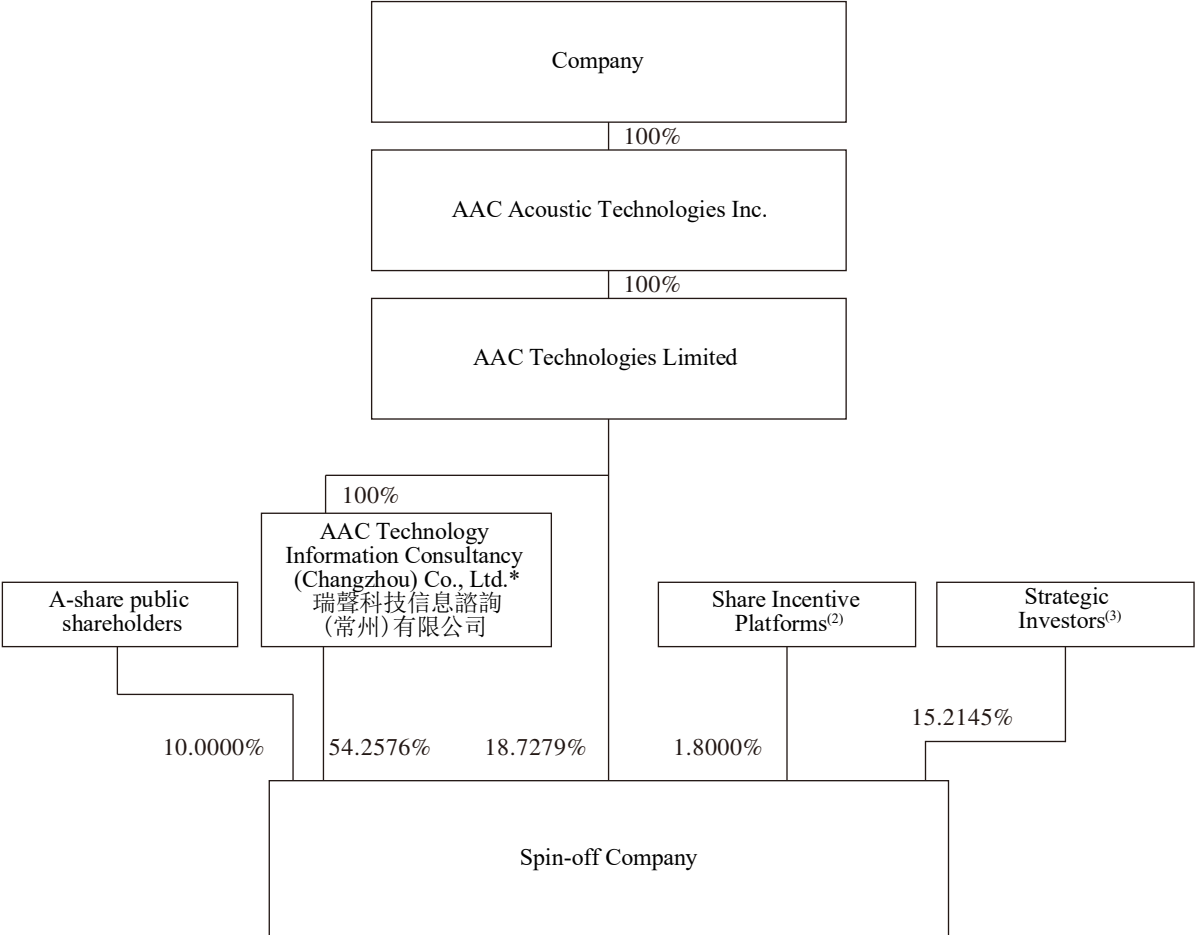 Company
100%
AAC Acoustic Technologies Inc.
100%
AAC Technologies Limited
100%
AAC Technology
Information Consultancy
(Changzhou) Co., Ltd.*
瑞聲科技信息諮詢
(常州)有限公司
A-share public
shareholders
Share Incentive
Platforms(2)
Strategic
Investors(3)
15.2145%
10.0000%
54.2576%
18.7279%
1.8000%
Spin-off Company